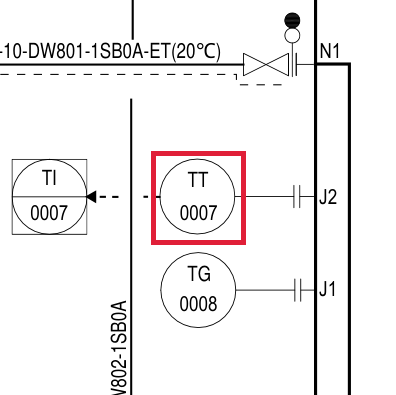 -10-DW801-1SB0A-ET(20℃)
N1
TI
0007
TT
0007
J2
TG
0008
J1
W802-1SB0A